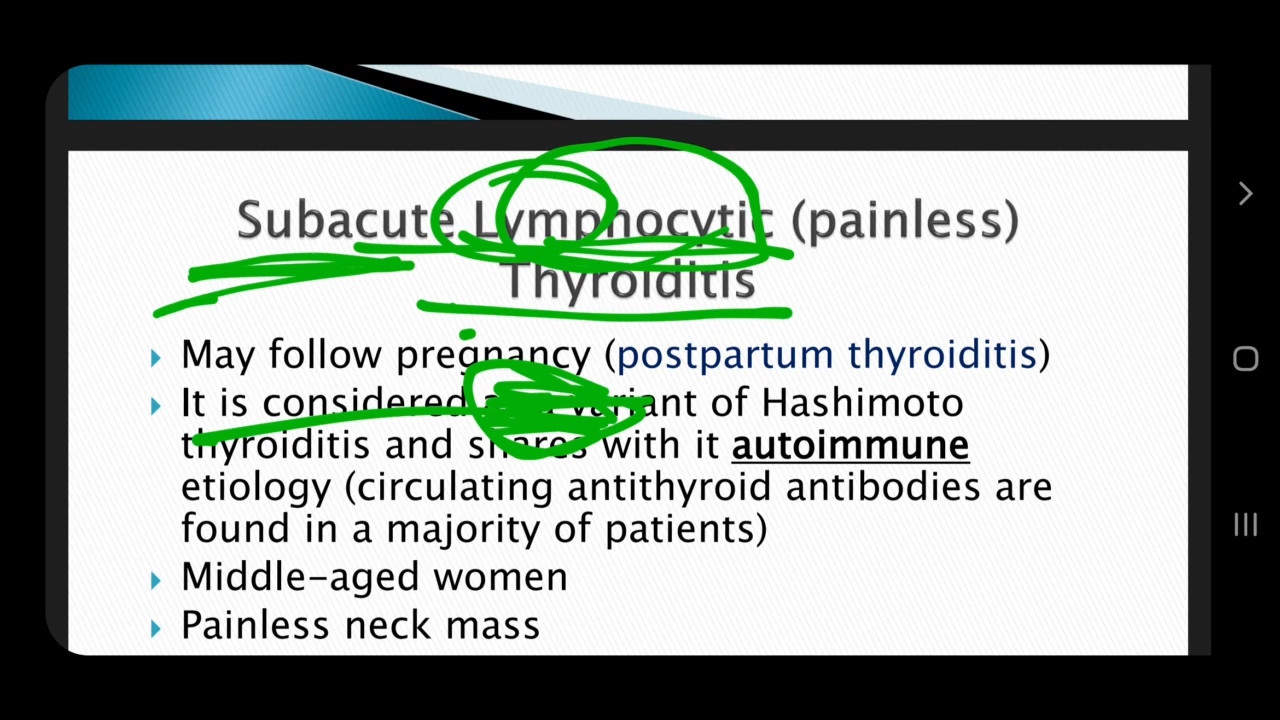 Subacute Lymphocytic (painless)
Thyroiditis
May follow pregnancy (postpartum thyroiditis)
It is considered a variant of Hashimoto
thyroiditis and shares with it autoimmune
etiology (circulating antithyroid antibodies are
found in a majority of patients)
Middle-aged women
Painless neck mass